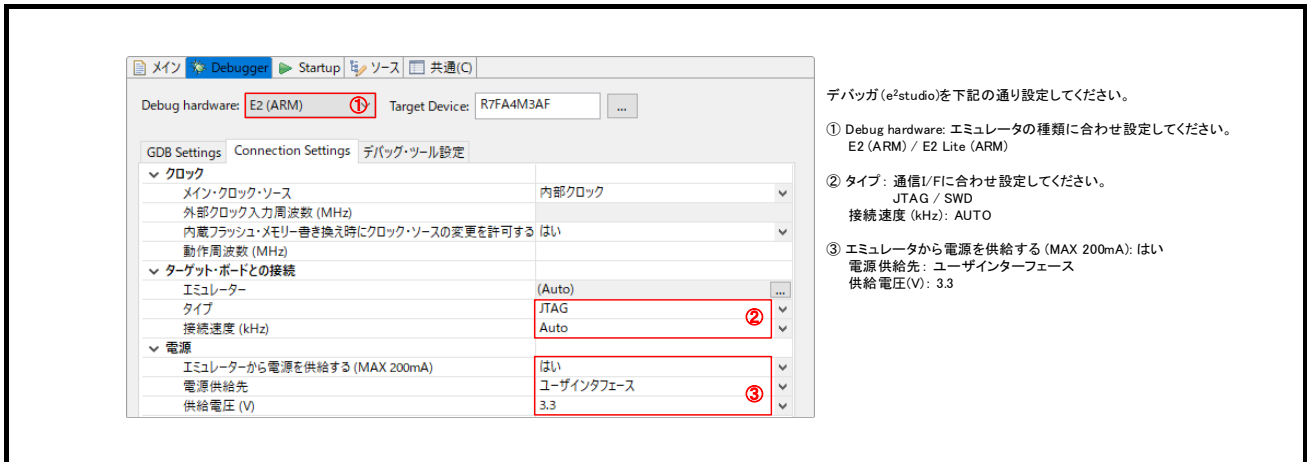 メイン Debugger Startup ソース 共通(C)
Debug hardware: E2 (ARM) ① Target Device: R7FA4M3AF ...
GDB Settings Connection Settings デバッグ・ツール設定
クロック
メイン・クロック・ソース 内部クロック
外部クロック入力周波数 (MHz)
内蔵フラッシュ・メモリー書き換え時にクロック・ソースの変更を許可する はい
動作周波数 (MHz)
ターゲット・ボードとの接続
エミュレーター (Auto) ...
タイプ JTAG
②
接続速度 (kHz) Auto
電源
エミュレーターから電源を供給する (MAX 200mA) はい
電源供給先 ユーザインタフェース
③
供給電圧 (V) 3.3
デバッガ(e²studio)を下記の通り設定してください。
① Debug hardware: エミュレータの種類に合わせ設定してください。
E2 (ARM) / E2 Lite (ARM)
② タイプ: 通信I/Fに合わせ設定してください。
JTAG / SWD
接続速度 (kHz): AUTO
③ エミュレータから電源を供給する (MAX 200mA): はい
電源供給先: ユーザインターフェース
供給電圧(V): 3.3